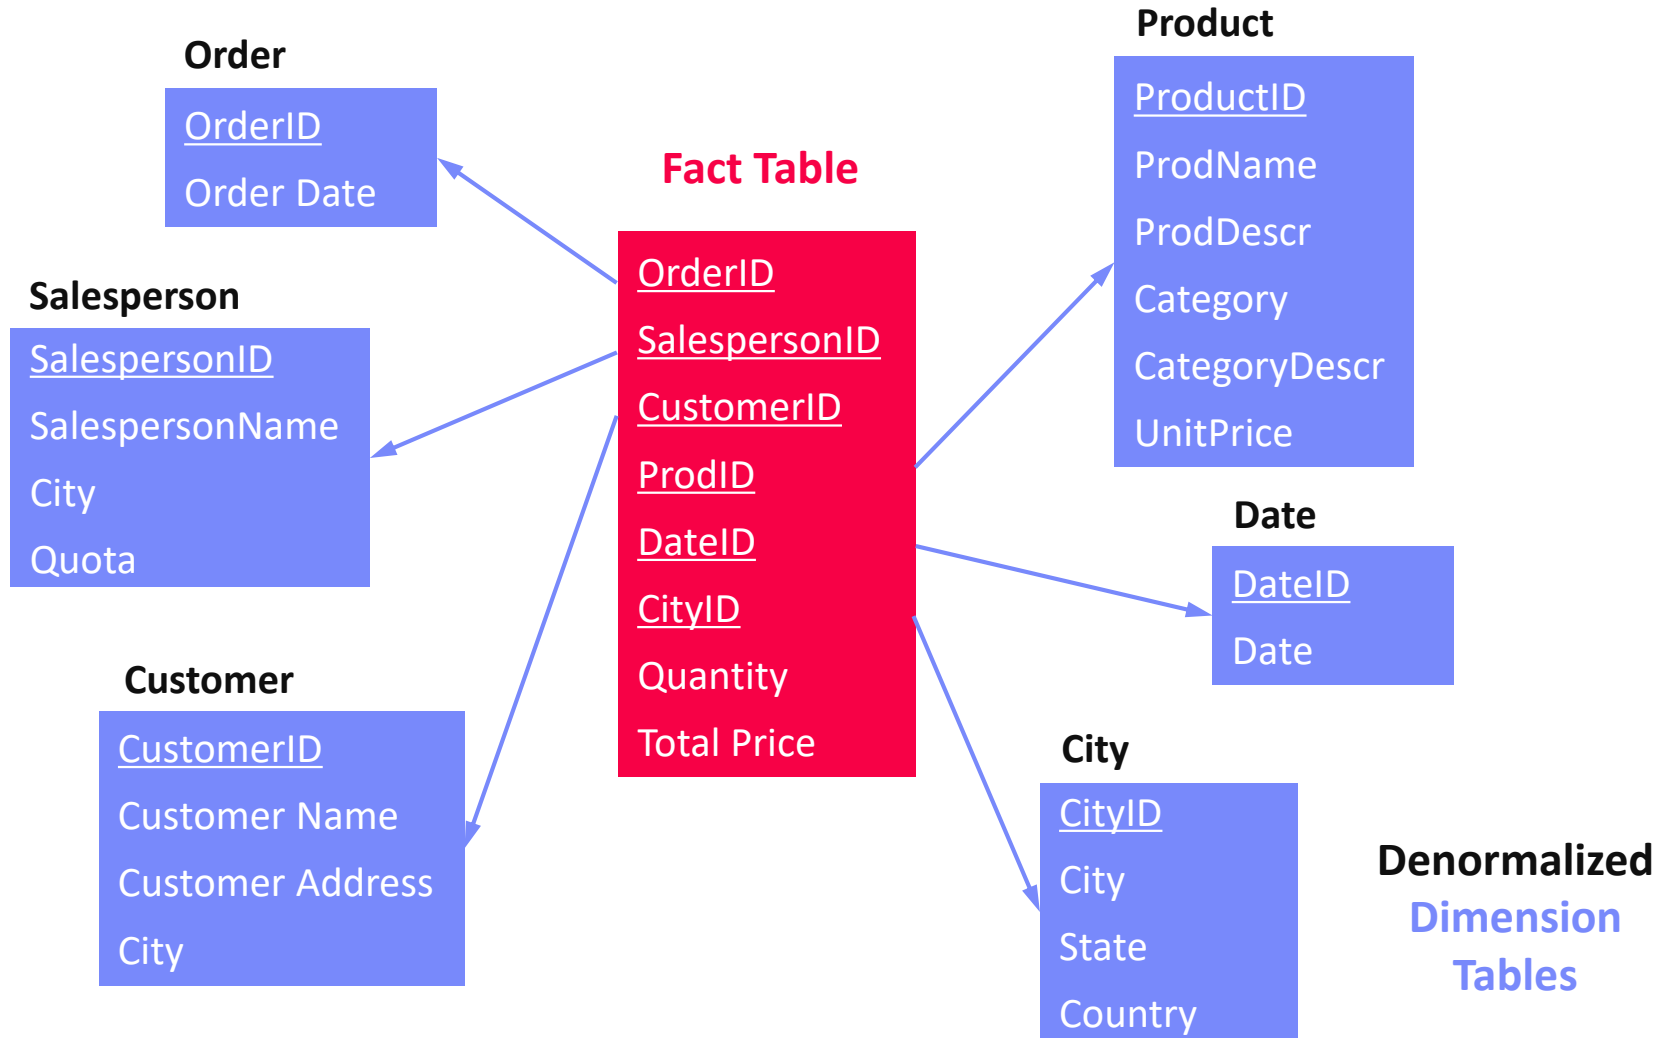 Order
OrderID
Order Date
Salesperson
SalespersonID
SalespersonName
City
Quota
Customer
CustomerID
Customer Name
Customer Address
City
Fact Table
OrderID
SalespersonID
CustomerID
ProdID
DateID
CityID
Quantity
Total Price
Product
ProductID
ProdName
ProdDescr
Category
CategoryDescr
UnitPrice
Date
DateID
Date
City
CityID
City
State
Country
Denormalized
Dimension
Tables